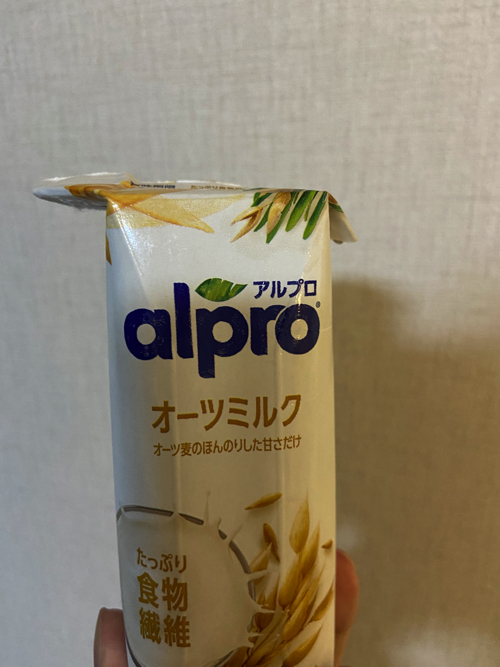 アルプロ
alpro
オーツミルク
オーツ麦のほんのりした甘さだけ
たっぷり
食物
繊維